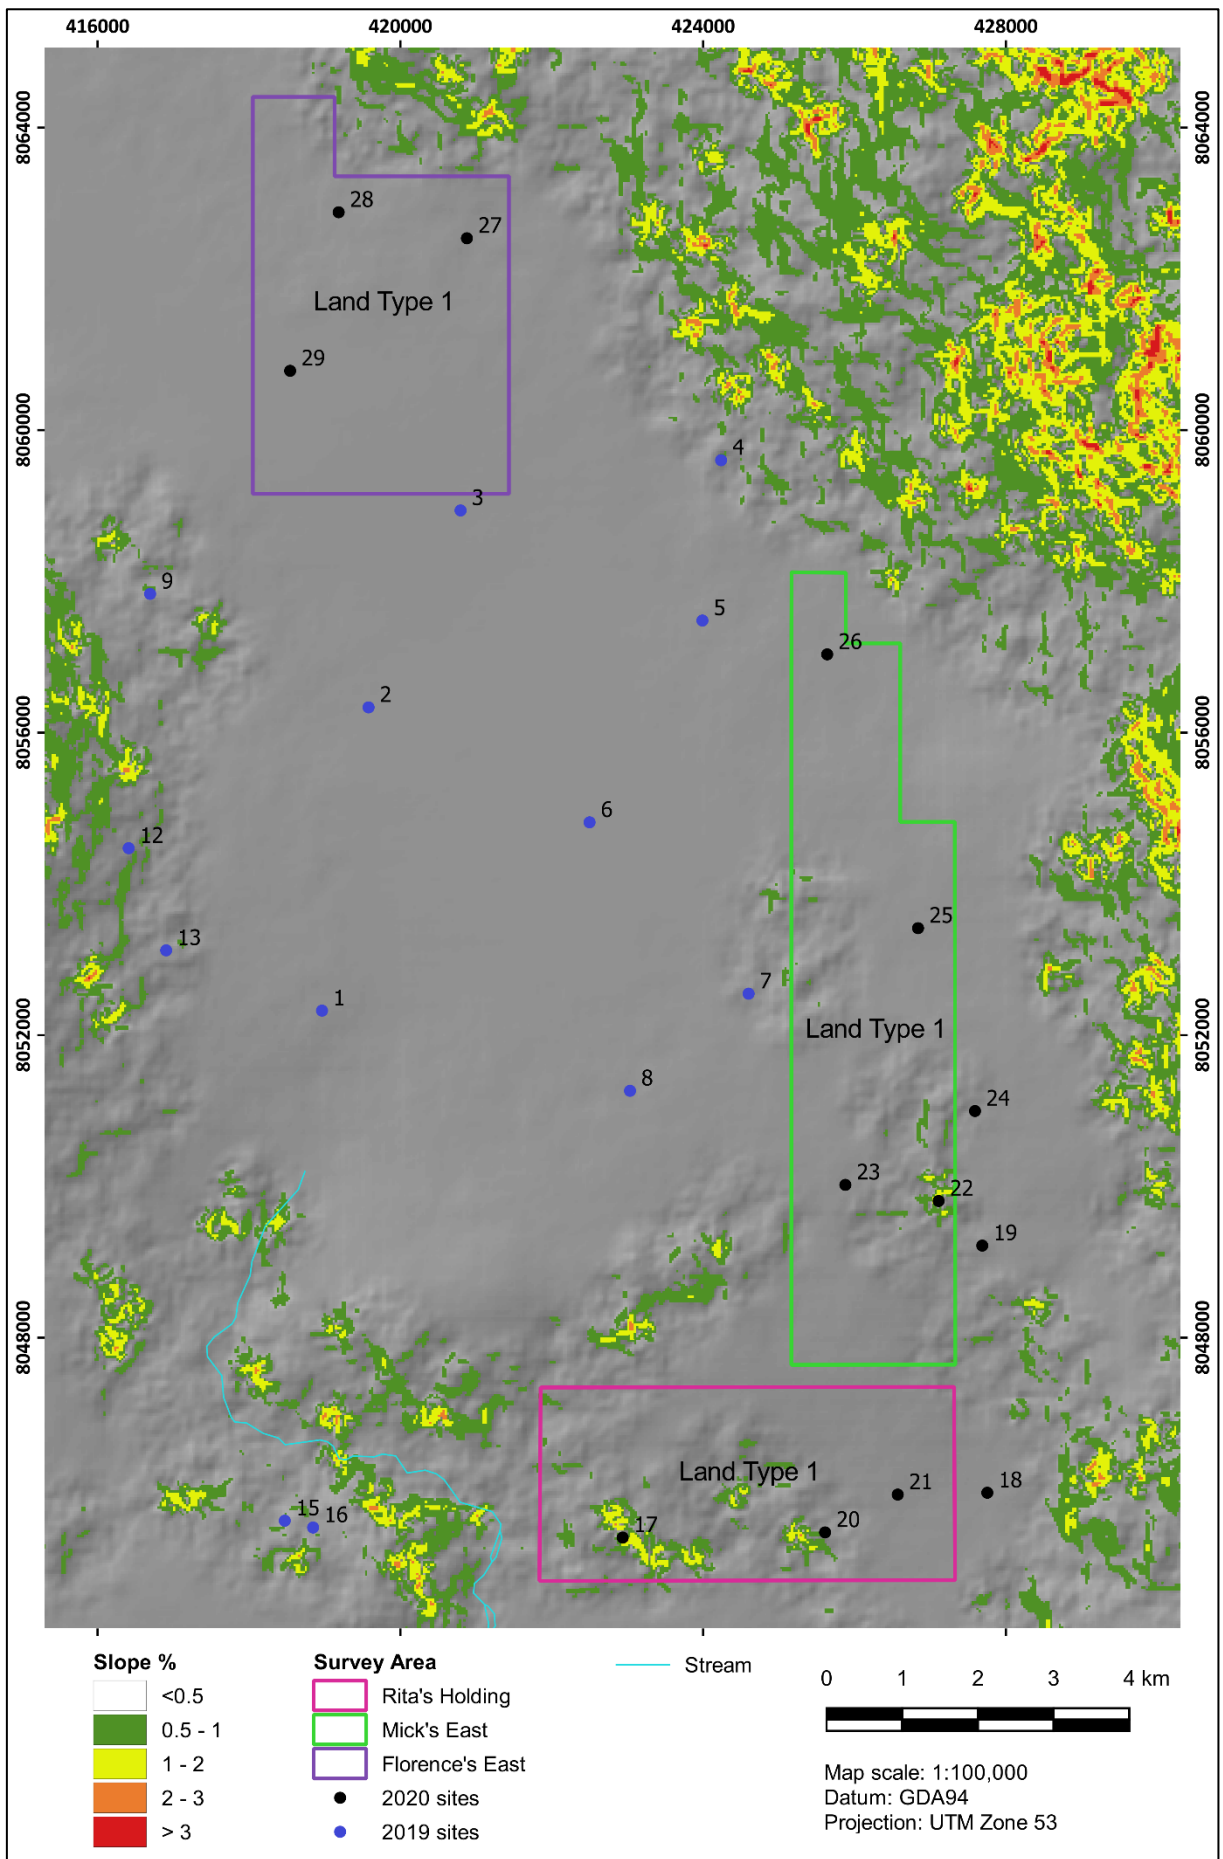 416000 420000 424000 428000
8064000 8064000
28
27
Land Type 1
29
8060000 8060000
4
3
9
5
26
2
8056000 8056000
6
12
25
13
7
1
Land Type 1
8052000 8052000
8
24
23
22
19
8048000 8048000
Land Type 1
21
18
15
16
17
20
Slope %
<0.5
0.5 - 1
1 - 2
2 - 3
> 3
Survey Area
Rita's Holding
Mick's East
Florence's East
2020 sites
2019 sites
Stream
0 1 2 3 4 km
Map scale: 1:100,000
Datum: GDA94
Projection: UTM Zone 53